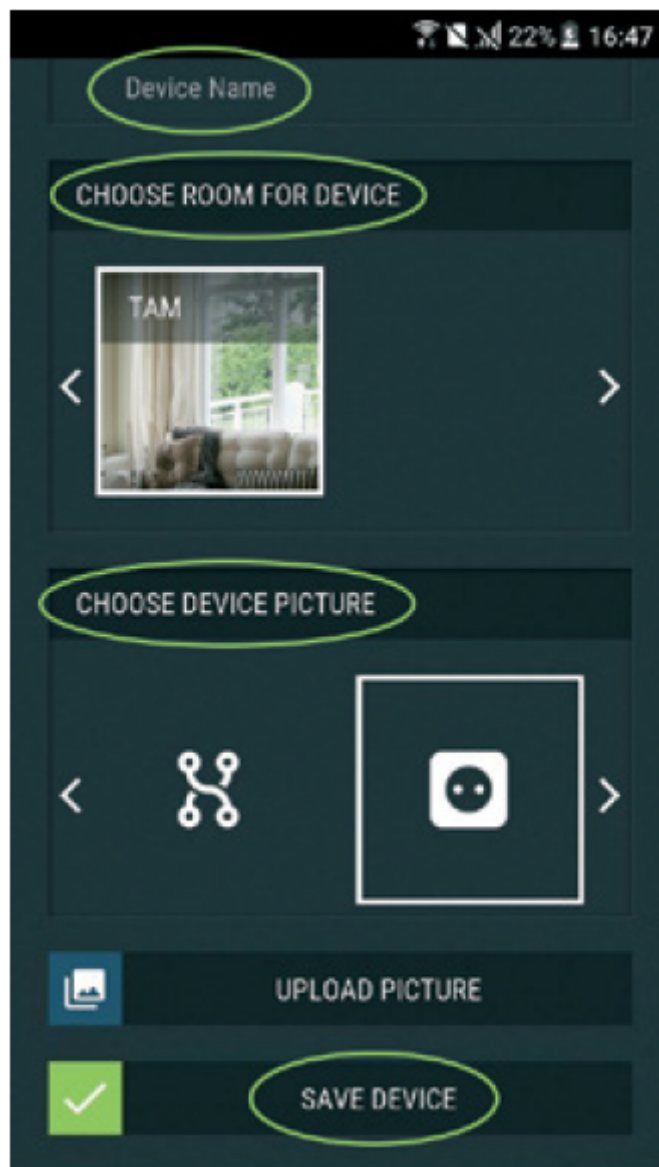 22% 16:47
Device Name
CHOOSE ROOM FOR DEVICE
TAM
CHOOSE DEVICE PICTURE
UPLOAD PICTURE
SAVE DEVICE